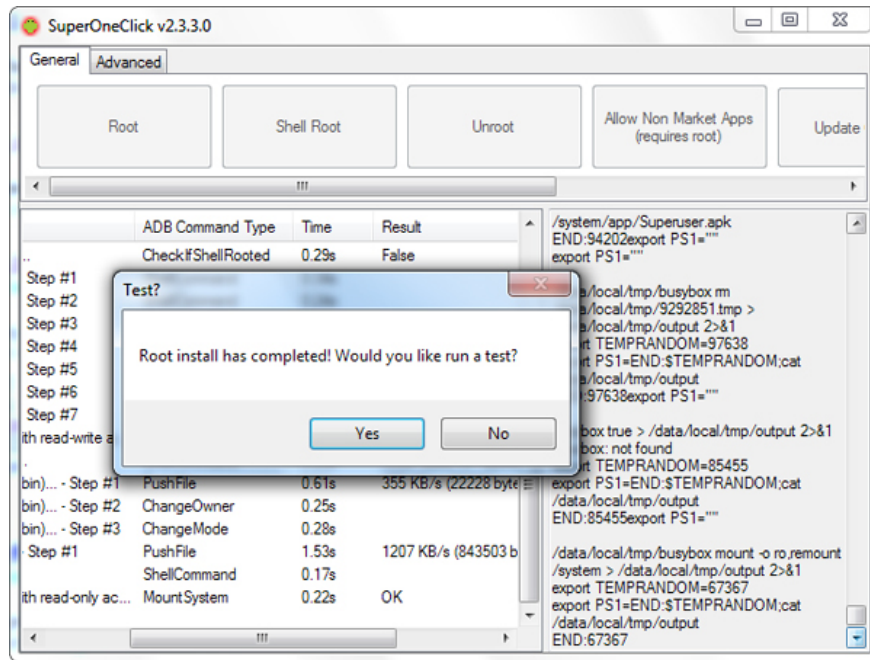 SuperOneClick v2.3.3.0
General Advanced
Root Shell Root Unroot Allow Non Market Apps (requires root) Update
ADB Command Type Time Result
.. CheckIfShellRooted 0.29s False
Step #1
Step #2
Step #3
Step #4
Step #5
Step #6
Step #7
ith read-write
.
bin)... - Step #1 PushFile 0.61s 355 KB/s (22228 byte
bin)... - Step #2 ChangeOwner 0.25s
bin)... - Step #3 ChangeMode 0.28s
Step #1 PushFile 1.53s 1207 KB/s (843503 b
ShellCommand 0.17s
ith read-only ac... MountSystem 0.22s OK
Test?
Root install has completed! Would you like run a test?
Yes No
/system/app/Superuser.apk
END:94202export PS1=""
export PS1=""
a/local/tmp/busybox rm
a/local/tmp/9292851.tmp >
a/local/tmp/output 2>&1
rt TEMPRANDOM=97638
rt PS1=END:$TEMPRANDOM;cat
a/local/tmp/output
:97638export PS1=""
box true > /data/local/tmp/output 2>&1
box: not found
export TEMPRANDOM=85455
export PS1=END:$TEMPRANDOM;cat
/data/local/tmp/output
END:85455export PS1=""
/data/local/tmp/busybox mount -o ro,remount
/system > /data/local/tmp/output 2>&1
export TEMPRANDOM=67367
export PS1=END:$TEMPRANDOM;cat
/data/local/tmp/output
END:67367